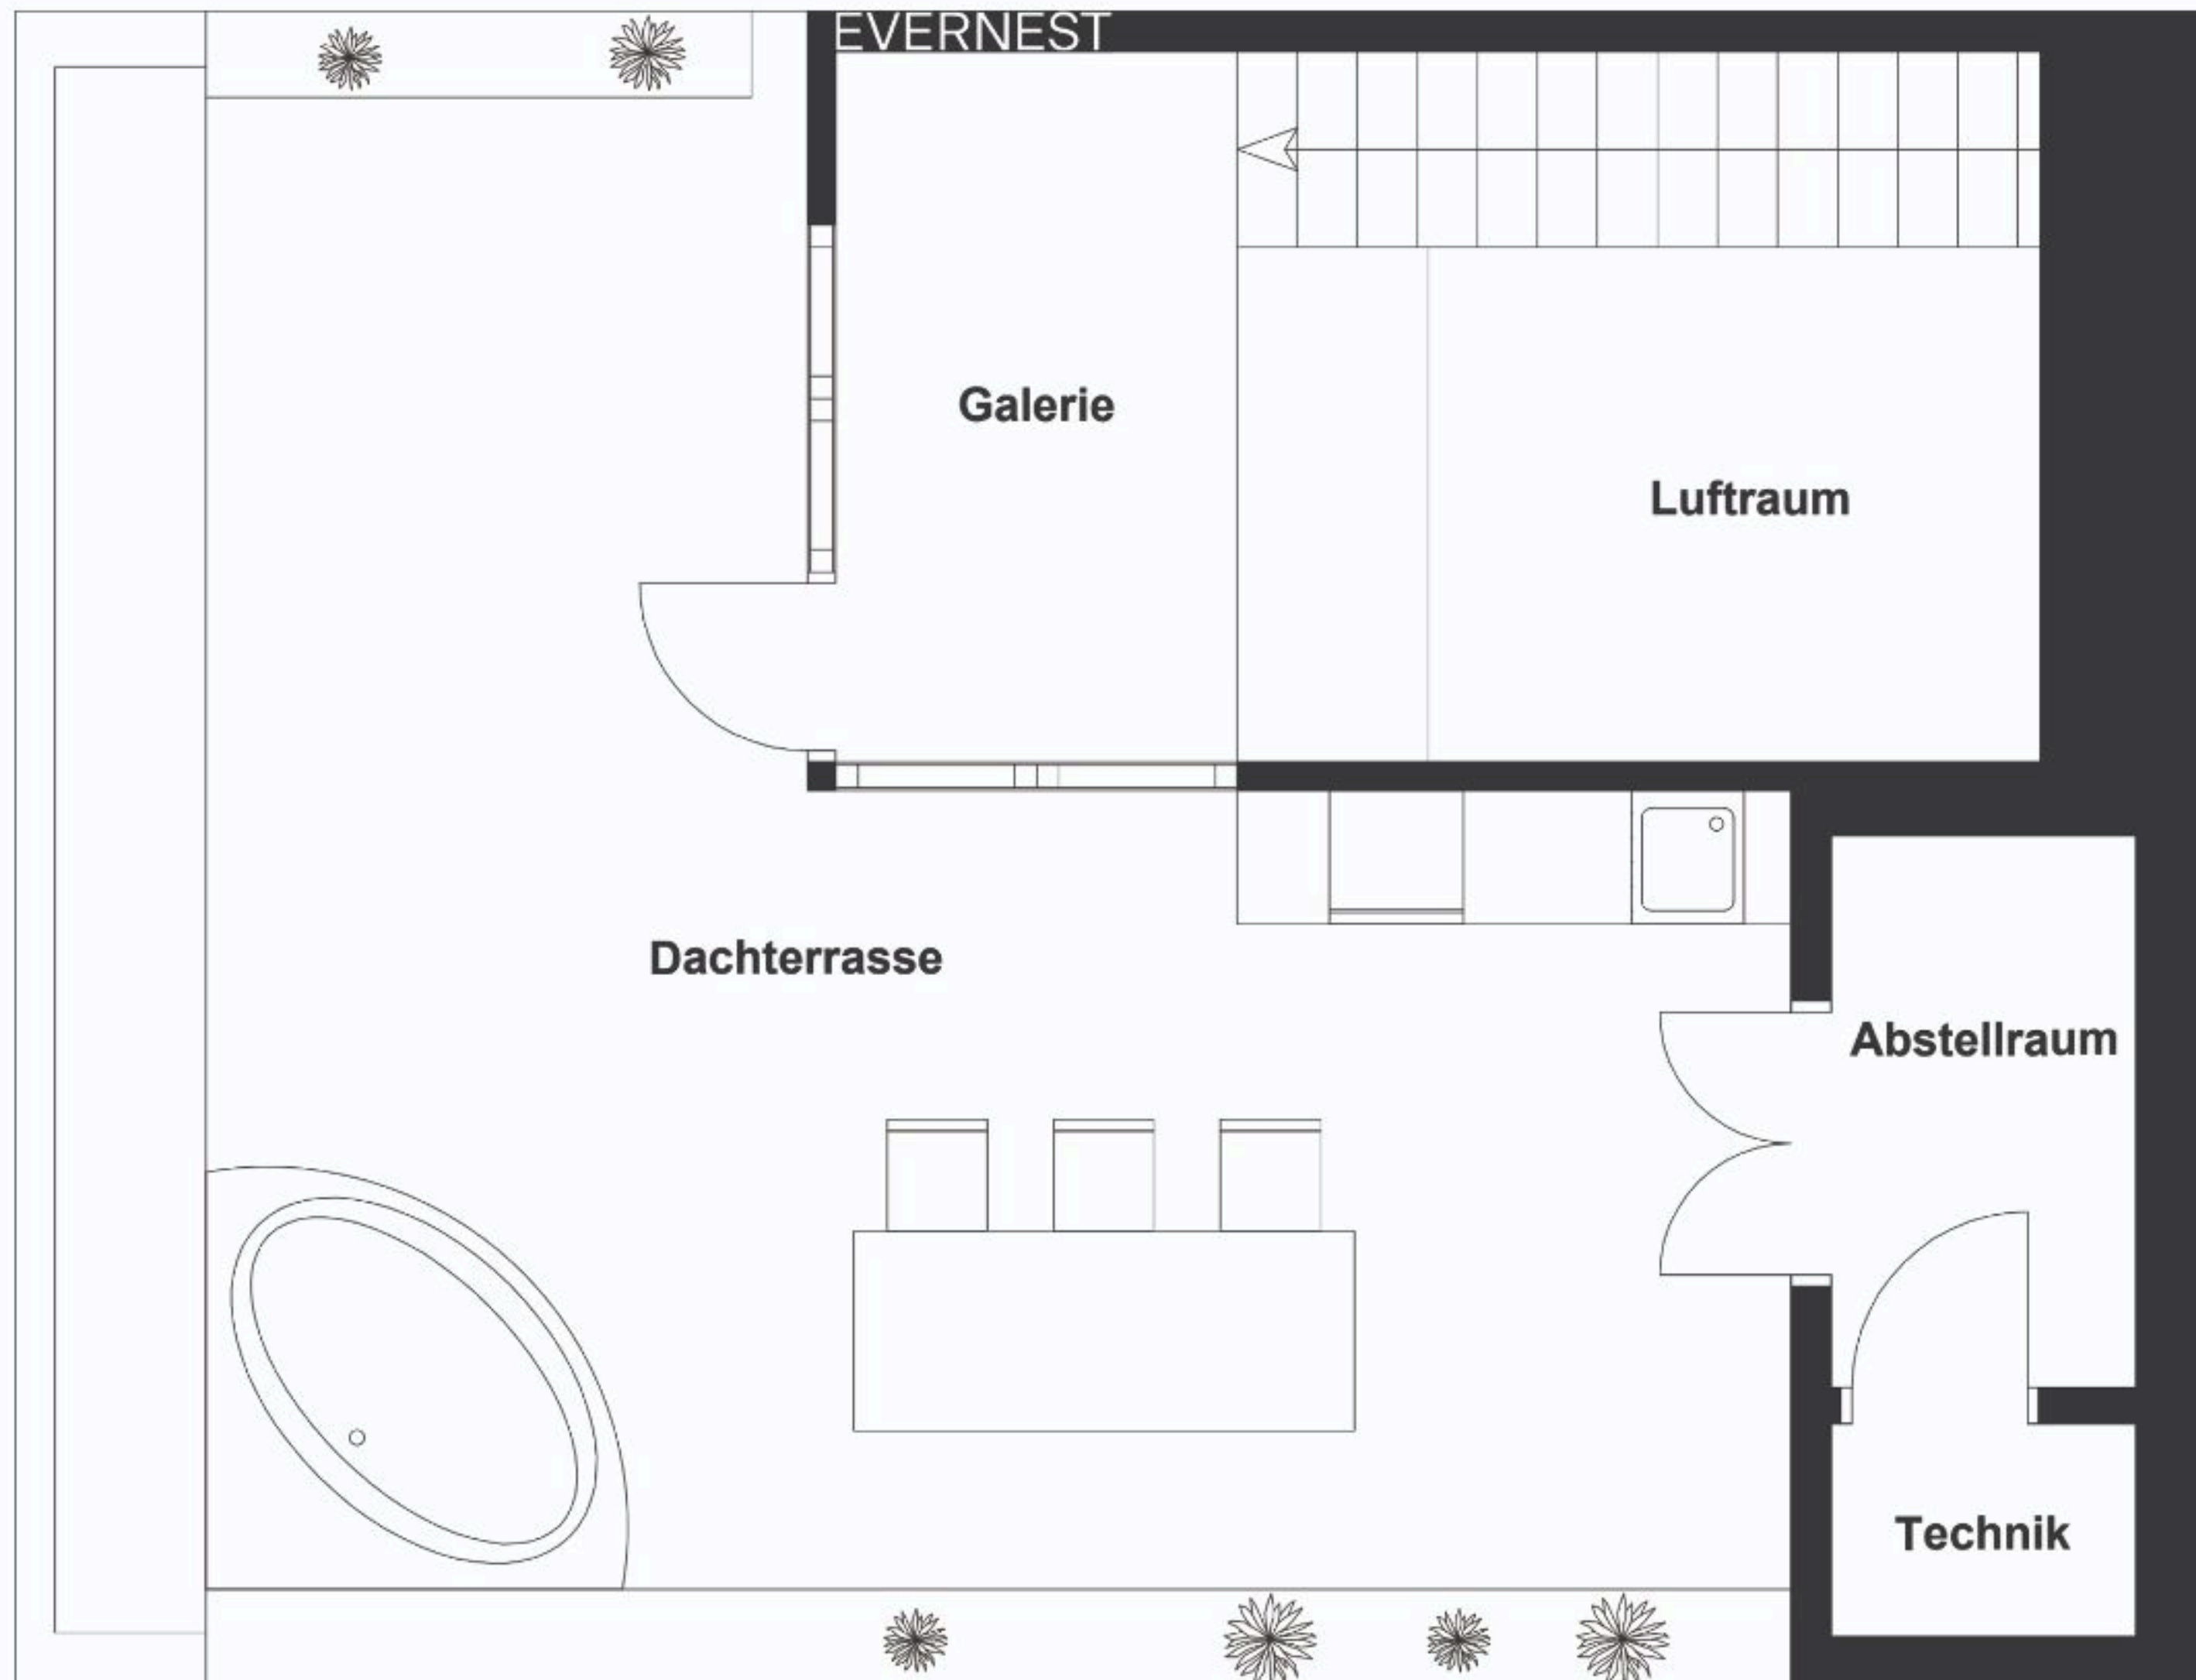 EVERNEST
Galerie
Luftraum
Dachterrasse
Abstellraum
Technik